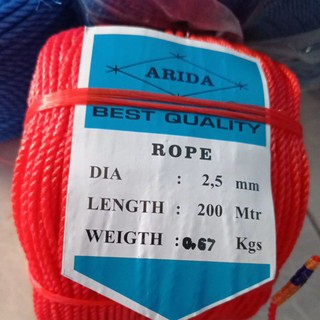 ARIDA
BEST QUALITY
ROPE
DIA : 2,5 mm
LENGTH : 200 Mtr
WEIGTH : 0.67 Kgs